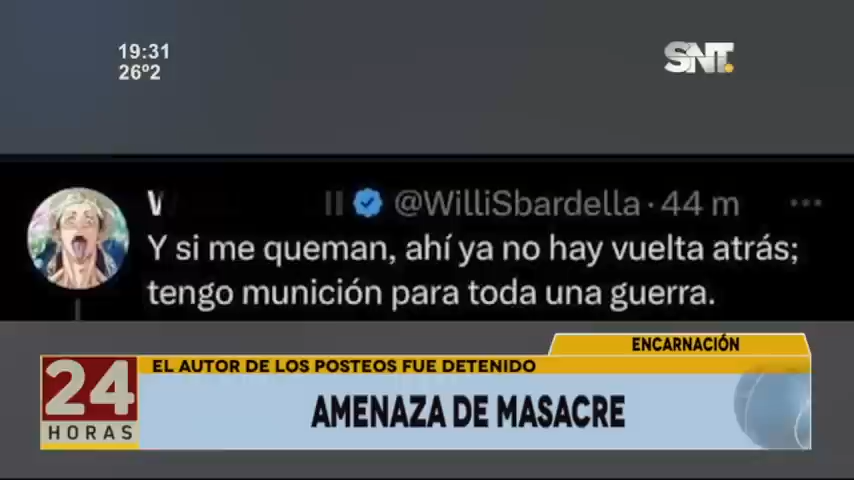 19:31
26º2
SNT.
V
@WilliSbardella · 44 m ...
Y si me queman, ahí ya no hay vuelta atrás;
tengo munición para toda una guerra.
ENCARNACIÓN
EL AUTOR DE LOS POSTEOS FUE DETENIDO
24
HORAS
AMENAZA DE MASACRE